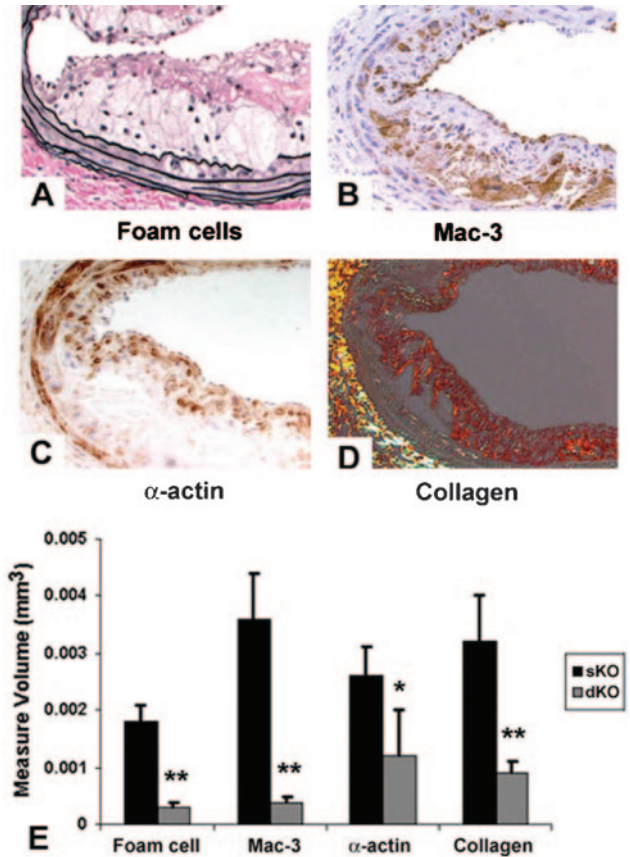 A
B
Foam cells
Mac-3
C
D
α-actin
Collagen
Measure Volume (mm³)
0.005
0.004
0.003
0.002
0.001
0
**
**
*
**
sKO
dKO
Foam cell
Mac-3
α-actin
Collagen
E